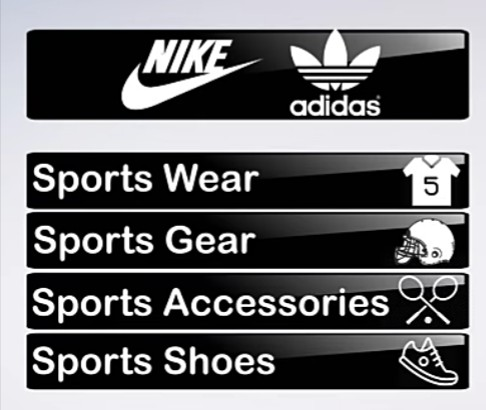 NIKE adidas
Sports Wear 5
Sports Gear
Sports Accessories
Sports Shoes